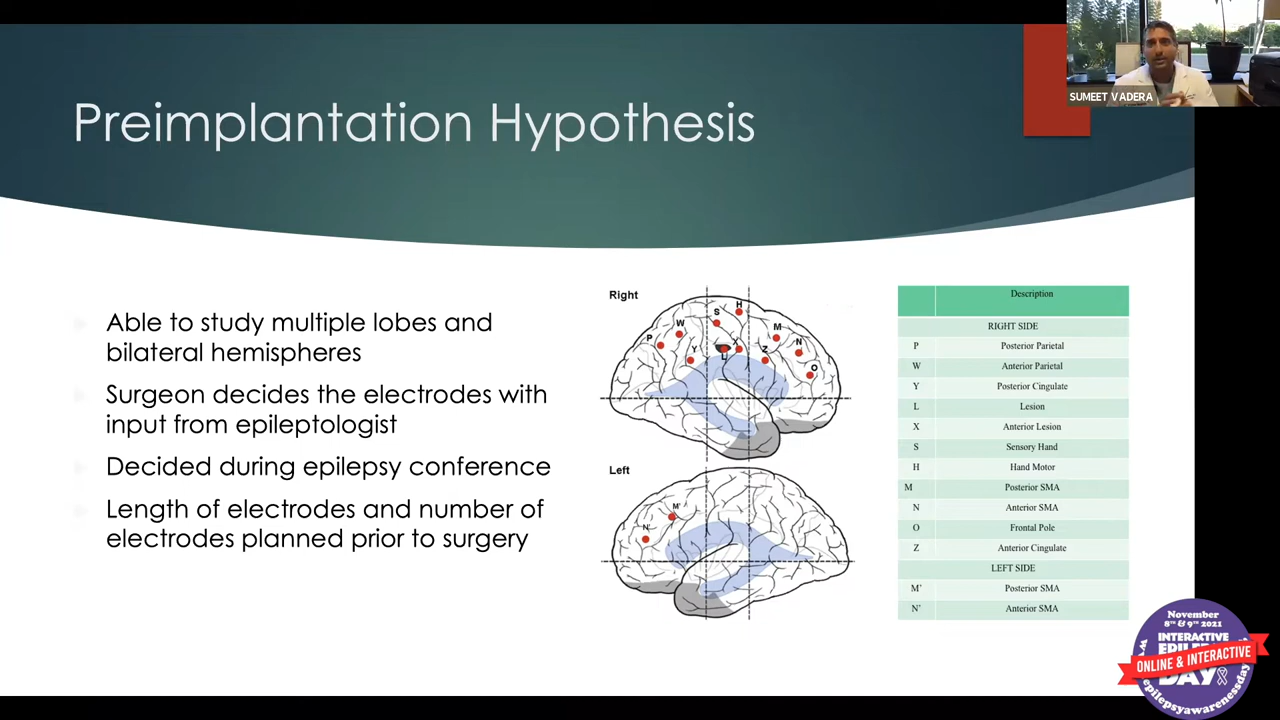 SUMEET VADERA
Preimplantation Hypothesis
Able to study multiple lobes and
bilateral hemispheres
Surgeon decides the electrodes with
input from epileptologist
Decided during epilepsy conference
Length of electrodes and number of
electrodes planned prior to surgery
Right
H
S
W
M
P
N
Y
X
Z
L
O
Left
M'
N'
Description
RIGHT SIDE
P Posterior Parietal
W Anterior Parietal
Y Posterior Cingulate
L Lesion
X Anterior Lesion
S Sensory Hand
H Hand Motor
M Posterior SMA
N Anterior SMA
O Frontal Pole
Z Anterior Cingulate
LEFT SIDE
M' Posterior SMA
N' Anterior SMA
November
8TH & 9TH 2021
INTERACTIVE
ONLINE & INTERACTIVE
DAY
epilepsyawarenessday